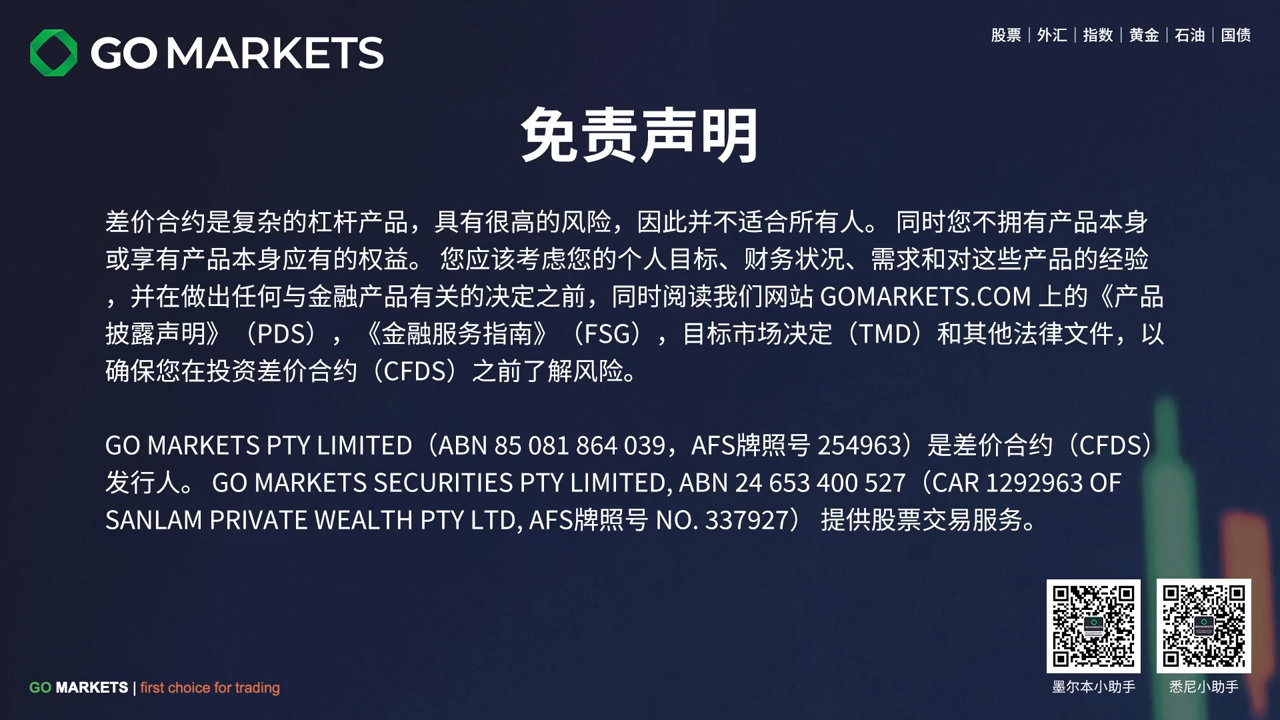 GO MARKETS
股票｜外汇｜指数｜黄金｜石油｜国债
免责声明
差价合约是复杂的杠杆产品，具有很高的风险，因此并不适合所有人。 同时您不拥有产品本身
或享有产品本身应有的权益。 您应该考虑您的个人目标、财务状况、需求和对这些产品的经验
，并在做出任何与金融产品有关的决定之前，同时阅读我们网站 GOMARKETS.COM 上的《产品
披露声明》（PDS），《金融服务指南》（FSG），目标市场决定（TMD）和其他法律文件，以
确保您在投资差价合约（CFDS）之前了解风险。
GO MARKETS PTY LIMITED（ABN 85 081 864 039，AFS牌照号 254963）是差价合约（CFDS）
发行人。 GO MARKETS SECURITIES PTY LIMITED, ABN 24 653 400 527（CAR 1292963 OF
SANLAM PRIVATE WEALTH PTY LTD, AFS牌照号 NO. 337927） 提供股票交易服务。
GO MARKETS | first choice for trading
墨尔本小助手
悉尼小助手